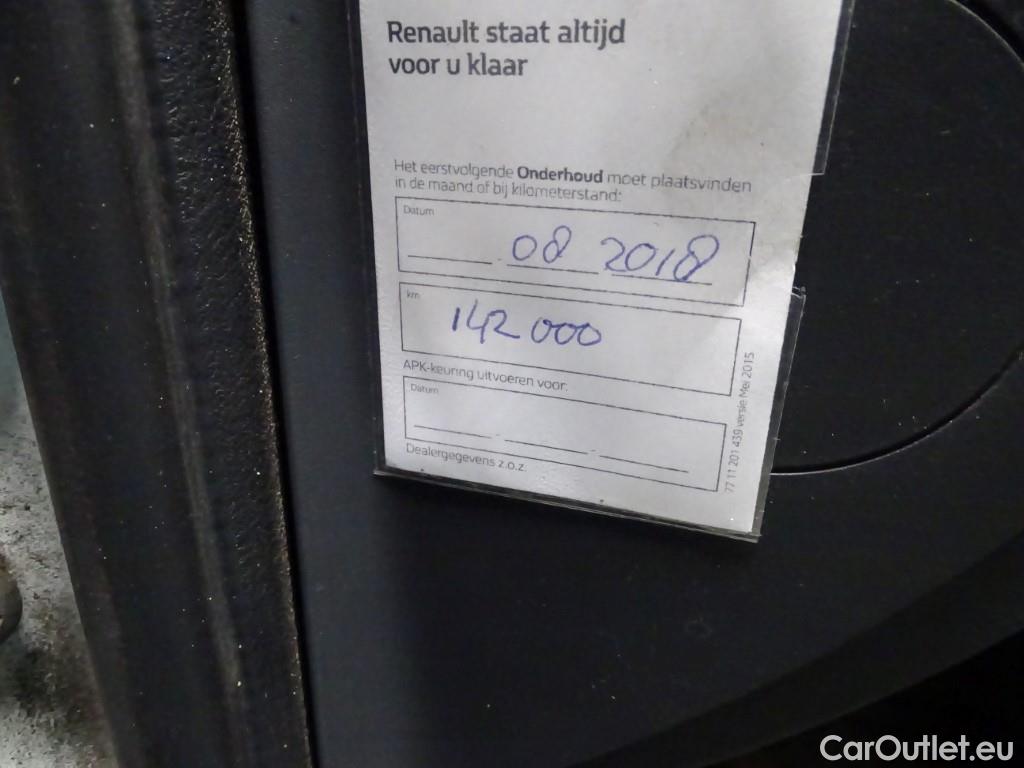 Renault staat altijd
voor u klaar
Het eerstvolgende Onderhoud moet plaatsvinden
in de maand of bij kilometerstand:
Datum
08 2018
km
142 000
APK-keuring uitvoeren voor:
Datum
Dealergegevens z.o.z.
77 11 201 439 versie Mei 2015
CarOutlet.eu